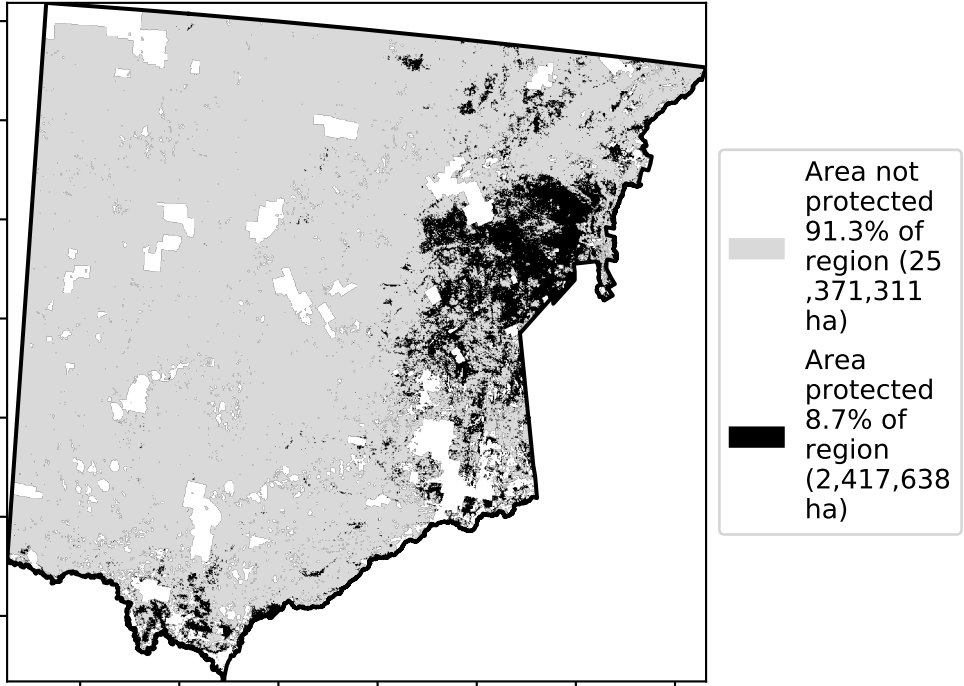 Area not
protected
91.3% of
region (25
,371,311
ha)
Area
protected
8.7% of
region
(2,417,638
ha)